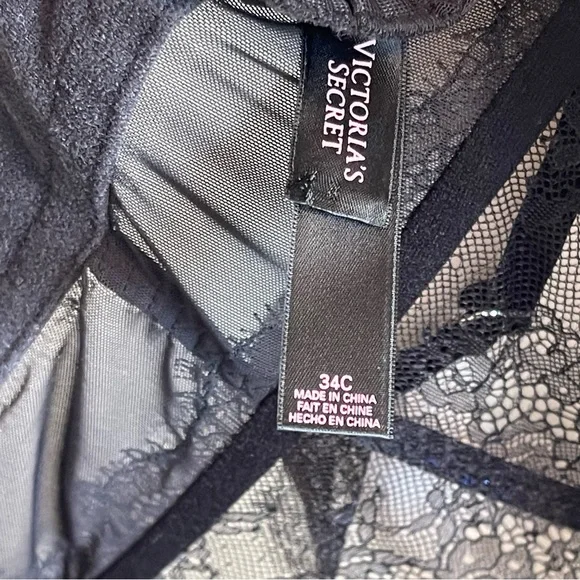 VICTORIA'S
SECRET
34C
MADE IN CHINA
FAIT EN CHINE
HECHO EN CHINA